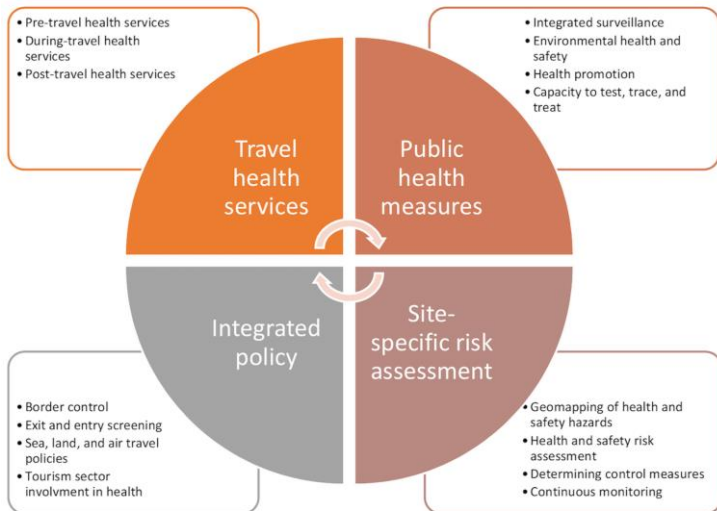 • Pre-travel health services
• During-travel health
services
• Post-travel health services
• Integrated surveillance
• Environmental health and
safety
• Health promotion
• Capacity to test, trace, and
treat
Travel
health
services
Public
health
measures
Integrated
policy
Site-
specific risk
assessment
• Border control
• Exit and entry screening
• Sea, land, and air travel
policies
• Tourism sector
involvment in health
• Geomapping of health and
safety hazards
• Health and safety risk
assessment
• Determining control measures
• Continuous monitoring